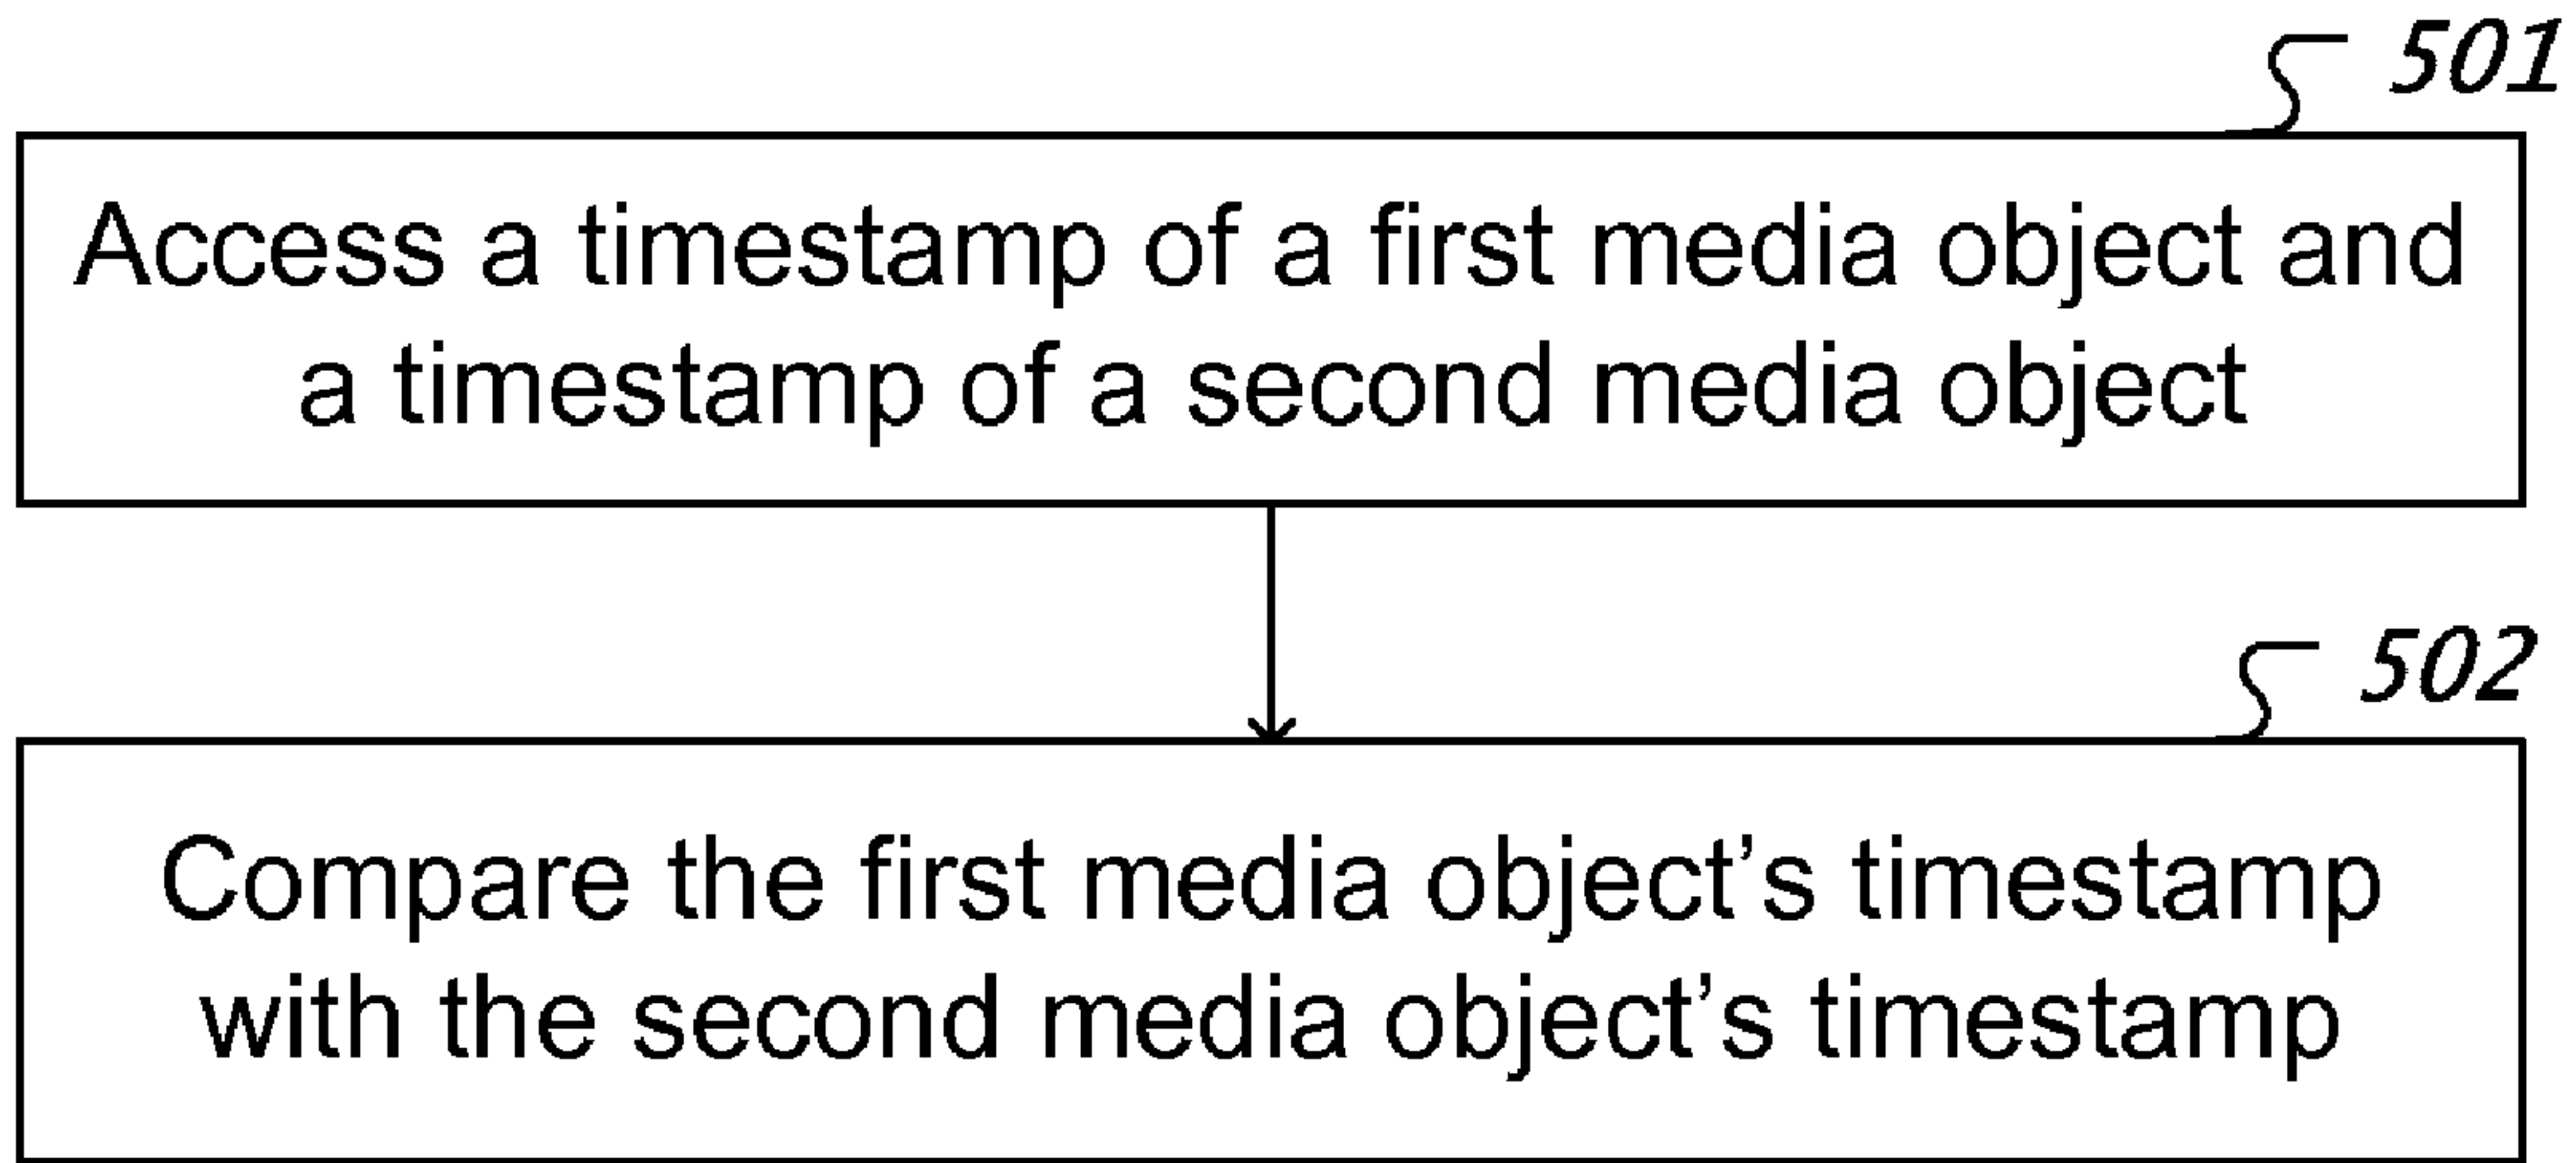 501
Access a timestamp of a first media object and
a timestamp of a second media object
502
Compare the first media object’s timestamp
with the second media object’s timestamp